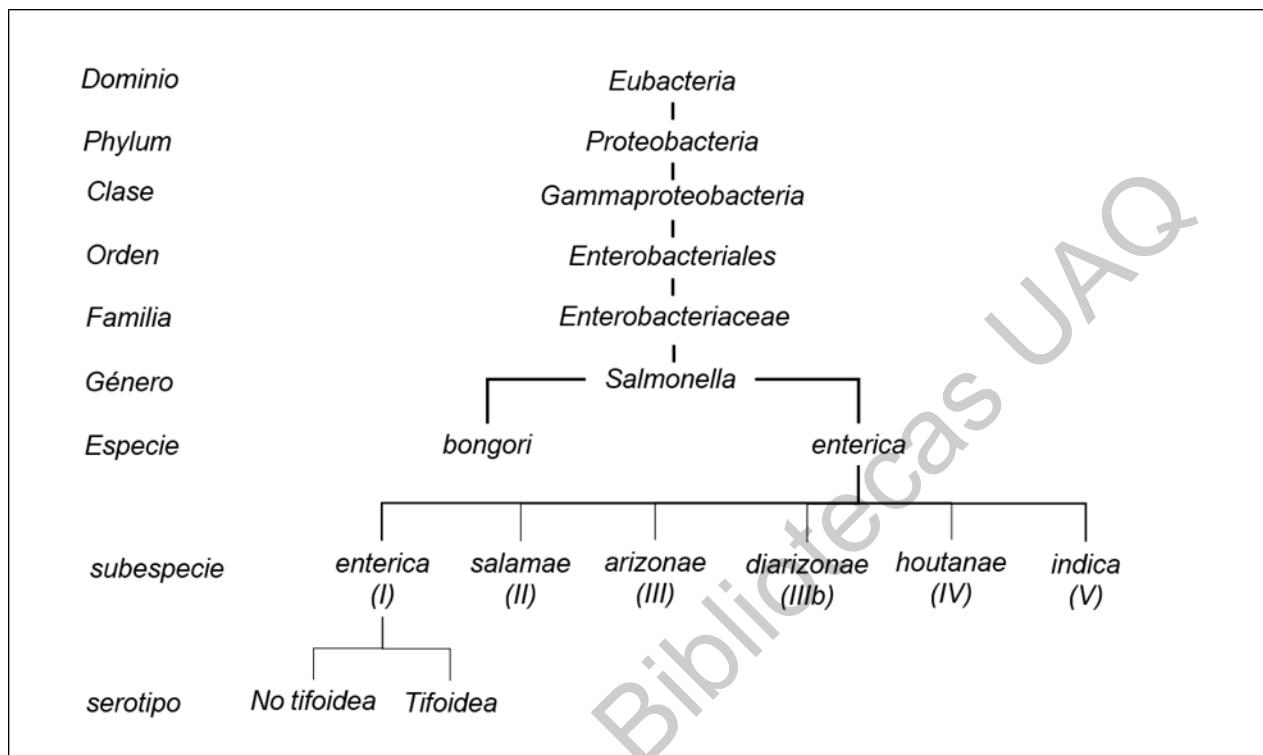 Dominio Eubacteria
Phylum Proteobacteria
Clase Gammaproteobacteria
Orden Enterobacteriales
Familia Enterobacteriaceae
Género Salmonella
Especie bongori enterica
subespecie enterica salamae arizonae diarizonae houtanae indica
(I) (II) (III) (IIIb) (IV) (V)
serotipo No tifoidea Tifoidea
Bibliotecas UAQ